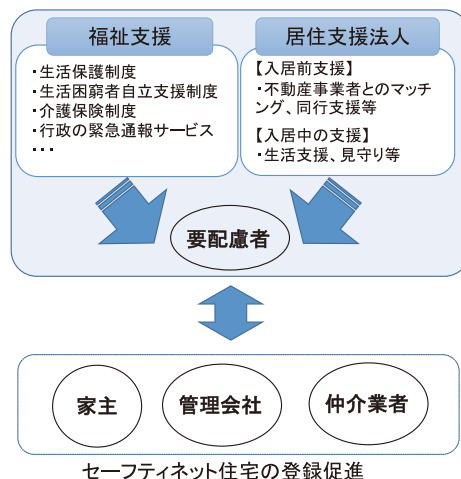 福祉支援
・生活保護制度
・生活困窮者自立支援制度
・介護保険制度
・行政の緊急通報サービス
・・・
居住支援法人
【入居前支援】
・不動産事業者とのマッチ
ング、同行支援等
【入居中の支援】
・生活支援、見守り等
要配慮者
家主
管理会社
仲介業者
セーフティネット住宅の登録促進